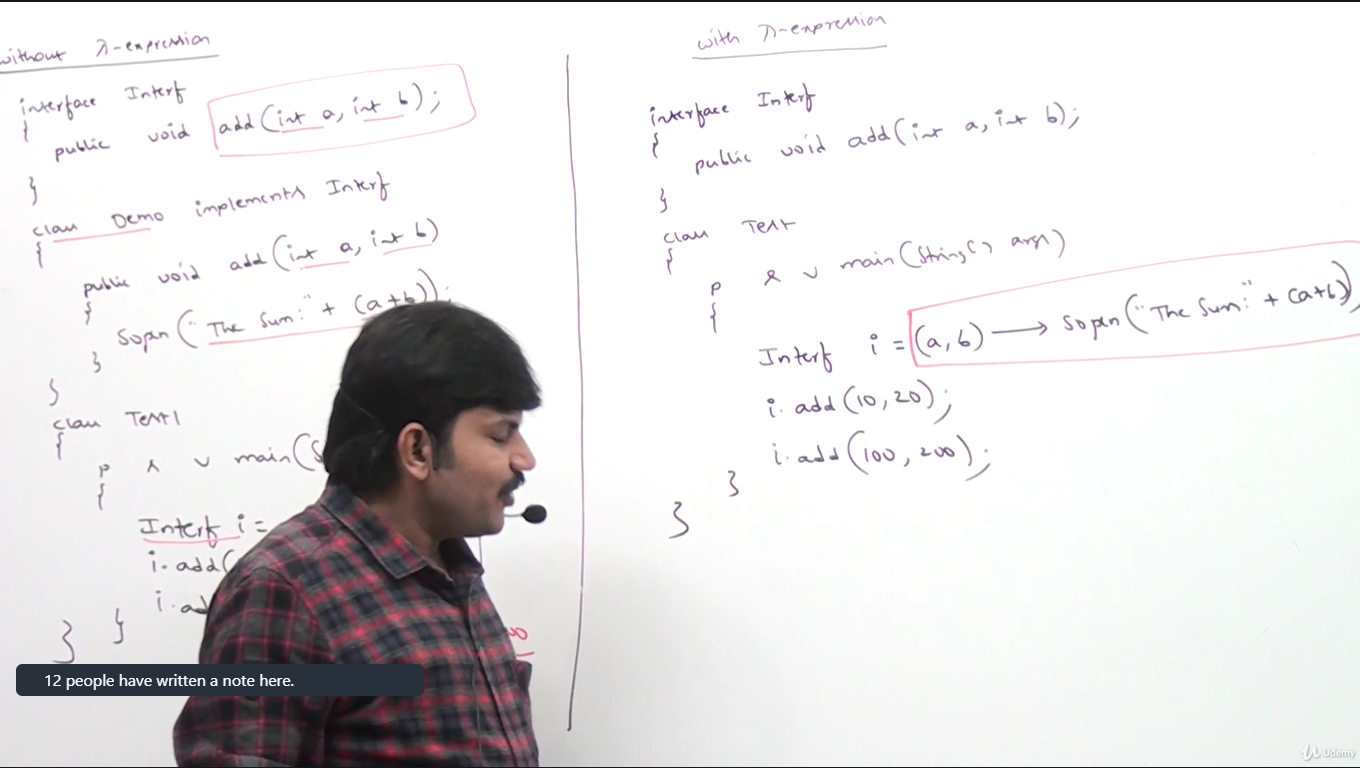 without λ-expression
interface Interf
{
public void add(int a, int b);
}
class Demo implements Interf
{
public void add(int a, int b)
{
Sopln("The Sum:" + (a+b));
}
}
class Test1
{
p s v main(S
{
Interf i =
i.add(
i.ad
}
}
with λ-expression
interface Interf
{
public void add(int a, int b);
}
class Test
{
p s v main(String[] args)
{
Interf i = (a, b) → Sopln("The Sum:" + (a+b))
i.add(10, 20);
i.add(100, 200);
}
}
12 people have written a note here.
Udemy